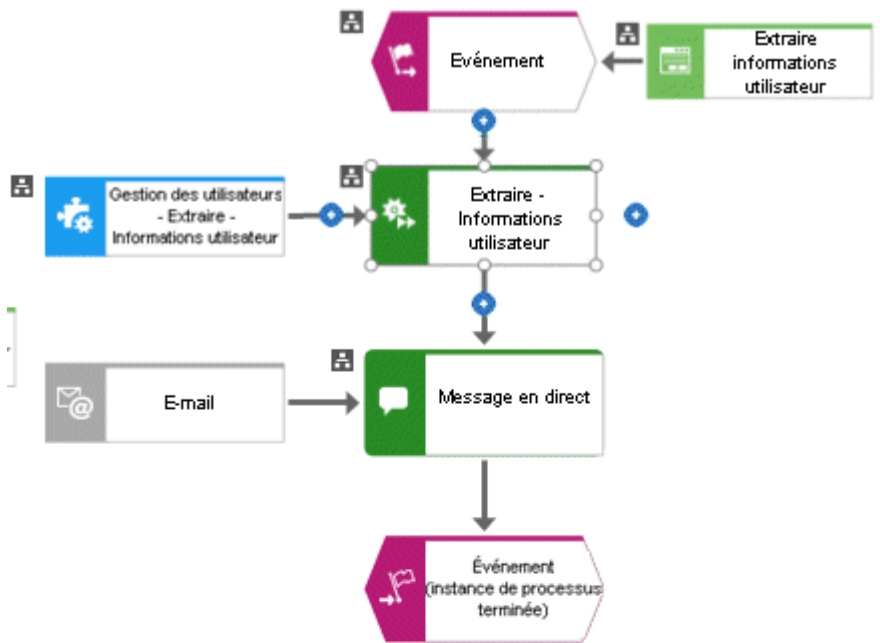 Evénement
Extraire
informations
utilisateur
Gestion des utilisateurs
- Extraire -
Informations utilisateur
Extraire -
Informations
utilisateur
E-mail
Message en direct
Événement
(instance de processus
terminée)